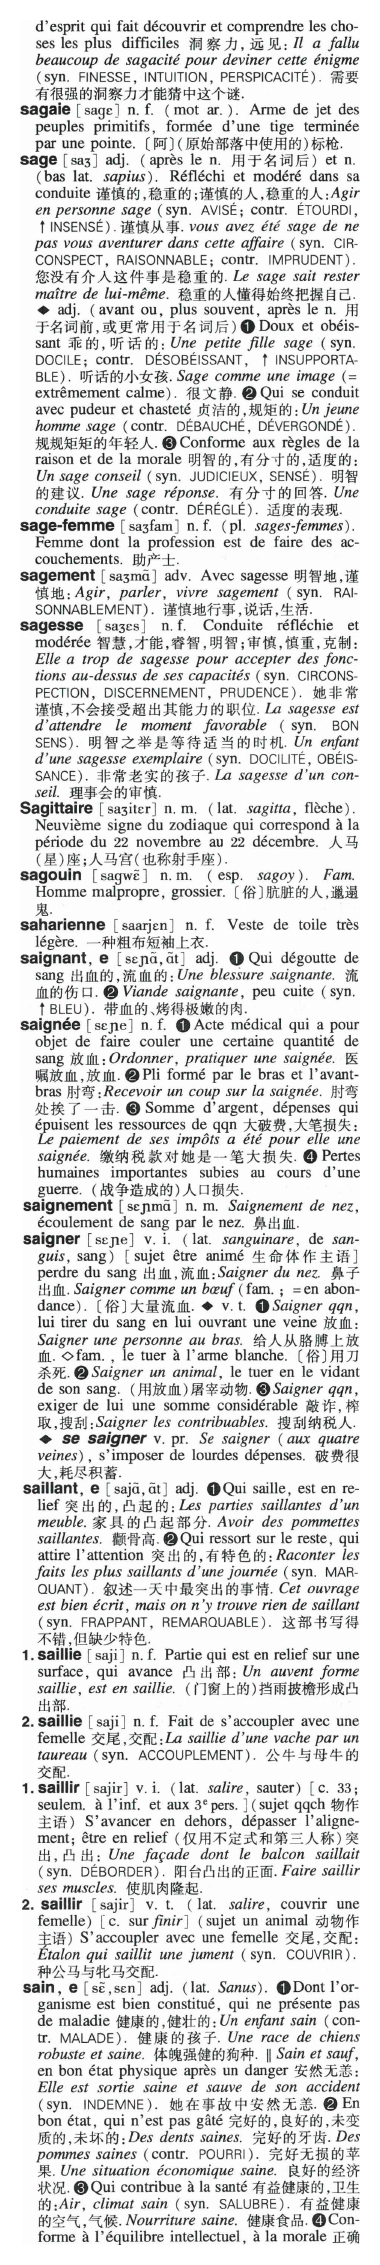 d'esprit qui fait découvrir et comprendre les cho-
ses les plus difficiles 洞察力,远见: Il a fallu
beaucoup de sagacité pour deviner cette énigme
(syn. FINESSE, INTUITION, PERSPICACITÉ). 需要
有很强的洞察力才能猜中这个谜.
sagaie [sagɛ] n. f. (mot ar.). Arme de jet des
peuples primitifs, formée d'une tige terminée
par une pointe. [阿](原始部落中使用的)标枪.
sage [saʒ] adj. (après le n. 用于名词后) et n.
(bas lat. sapius). Réfléchi et modéré dans sa
conduite 谨慎的,稳重的;谨慎的人,稳重的人:Agir
en personne sage (syn. AVISÉ; contr. ÉTOURDI,
↑INSENSÉ). 谨慎从事. vous avez été sage de ne
pas vous aventurer dans cette affaire (syn. CIR-
CONSPECT, RAISONNABLE; contr. IMPRUDENT).
您没有介入这件事是稳重的. Le sage sait rester
maître de lui-même. 稳重的人懂得始终把握自己.
◆ adj. (avant ou, plus souvent, après le n. 用
于名词前,或更常用于名词后) ❶ Doux et obéis-
sant 乖的,听话的: Une petite fille sage (syn.
DOCILE; contr. DÉSOBÉISSANT, ↑ INSUPPORTA-
BLE). 听话的小女孩. Sage comme une image (=
extrêmement calme). 很文静. ❷ Qui se conduit
avec pudeur et chasteté 贞洁的,规矩的: Un jeune
homme sage (contr. DÉBAUCHÉ, DÉVERGONDÉ).
规规矩矩的年轻人. ❸ Conforme aux règles de la
raison et de la morale 明智的,有分寸的,适度的:
Un sage conseil (syn. JUDICIEUX, SENSÉ). 明智
的建议. Une sage réponse. 有分寸的回答. Une
conduite sage (contr. DÉRÉGLÉ). 适度的表现.
sage-femme [saʒfam] n. f. (pl. sages-femmes).
Femme dont la profession est de faire des ac-
couchements. 助产士.
sagement [saʒmɑ̃] adv. Avec sagesse 明智地,谨
慎地: Agir, parler, vivre sagement (syn. RAI-
SONNABLEMENT). 谨慎地行事,说话,生活.
sagesse [saʒɛs] n. f. Conduite réfléchie et
modérée 智慧,才能,睿智,明智;审慎,慎重,克制:
Elle a trop de sagesse pour accepter des fonc-
tions au-dessus de ses capacités (syn. CIRCONS-
PECTION, DISCERNEMENT, PRUDENCE). 她非常
谨慎,不会接受超出其能力的职位. La sagesse est
d'attendre le moment favorable (syn. BON
SENS). 明智之举是等待适当的时机. Un enfant
d'une sagesse exemplaire (syn. DOCILITÉ, OBÉIS-
SANCE). 非常老实的孩子. La sagesse d'un con-
seil. 理事会的审慎.
Sagittaire [saʒitɛr] n. m. (lat. sagitta, flèche).
Neuvième signe du zodiaque qui correspond à la
période du 22 novembre au 22 décembre. 人马
(星)座;人马宫(也称射手座).
sagouin [sagwɛ̃] n. m. (esp. sagoy). Fam.
Homme malpropre, grossier. [俗]肮脏的人,邋遢
鬼.
saharienne [saarjɛn] n. f. Veste de toile très
légère. 一种粗布短袖上衣.
saignant, e [sɛɲɑ̃, ɑ̃t] adj. ❶ Qui dégoutte de
sang 出血的,流血的: Une blessure saignante. 流
血的伤口. ❷ Viande saignante, peu cuite (syn.
↑BLEU). 带血的、烤得极嫩的肉.
saignée [sɛɲe] n. f. ❶ Acte médical qui a pour
objet de faire couler une certaine quantité de
sang 放血: Ordonner, pratiquer une saignée. 医
嘱放血,放血. ❷ Pli formé par le bras et l'avant-
bras 肘弯:Recevoir un coup sur la saignée. 肘弯
处挨了一击. ❸ Somme d'argent, dépenses qui
épuisent les ressources de qqn 大破费,大笔损失:
Le paiement de ses impôts a été pour elle une
saignée. 缴纳税款对她是一笔大损失. ❹ Pertes
humaines importantes subies au cours d'une
guerre. (战争造成的)人口损失.
saignement [sɛɲmɑ̃] n. m. Saignement de nez,
écoulement de sang par le nez. 鼻出血.
saigner [sɛɲe] v. i. (lat. sanguinare, de san-
guis, sang) [sujet être animé 生命体作主语]
perdre du sang 出血,流血:Saigner du nez. 鼻子
出血. Saigner comme un bœuf (fam.; =en abon-
dance). [俗]大量流血. ◆ v. t. ❶ Saigner qqn,
lui tirer du sang en lui ouvrant une veine 放血:
Saigner une personne au bras. 给人从胳膊上放
血. ◇fam., le tuer à l'arme blanche. [俗]用刀
杀死. ❷ Saigner un animal, le tuer en le vidant
de son sang. (用放血)屠宰动物. ❸ Saigner qqn,
exiger de lui une somme considérable 敲诈,榨
取,搜刮:Saigner les contribuables. 搜刮纳税人.
◆ se saigner v. pr. Se saigner (aux quatre
veines), s'imposer de lourdes dépenses. 破费很
大,耗尽积蓄.
saillant, e [sajɑ̃, ɑ̃t] adj. ❶ Qui saille, est en re-
lief 突出的,凸起的: Les parties saillantes d'un
meuble. 家具的凸起部分. Avoir des pommettes
saillantes. 颧骨高. ❷ Qui ressort sur le reste, qui
attire l'attention 突出的,有特色的: Raconter les
faits les plus saillants d'une journée (syn. MAR-
QUANT). 叙述一天中最突出的事情. Cet ouvrage
est bien écrit, mais on n'y trouve rien de saillant
(syn. FRAPPANT, REMARQUABLE). 这部书写得
不错,但缺少特色.
1. saillie [saji] n. f. Partie qui est en relief sur une
surface, qui avance 凸出部: Un auvent forme
saillie, est en saillie. (门窗上的)挡雨披檐形成凸
出部.
2. saillie [saji] n. f. Fait de s'accoupler avec une
femelle 交尾,交配:La saillie d'une vache par un
taureau (syn. ACCOUPLEMENT). 公牛与母牛的
交配.
1. saillir [sajir] v. i. (lat. salire, sauter) [c. 33;
seulem. à l'inf. et aux 3e pers.] (sujet qqch 物作
主语) S'avancer en dehors, dépasser l'aligne-
ment; être en relief (仅用不定式和第三人称)突
出,凸出: Une façade dont le balcon saillait
(syn. DÉBORDER). 阳台凸出的正面. Faire saillir
ses muscles. 使肌肉隆起.
2. saillir [sajir] v. t. (lat. salire, couvrir une
femelle) [c. sur finir] (sujet un animal 动物作
主语) S'accoupler avec une femelle 交尾,交配:
Étalon qui saillit une jument (syn. COUVRIR).
种公马与牝马交配.
sain, e [sɛ̃, sɛn] adj. (lat. Sanus). ❶ Dont l'or-
ganisme est bien constitué, qui ne présente pas
de maladie 健康的,健壮的: Un enfant sain (con-
tr. MALADE). 健康的孩子. Une race de chiens
robuste et saine. 体魄强健的狗种. ‖ Sain et sauf,
en bon état physique après un danger 安然无恙:
Elle est sortie saine et sauve de son accident
(syn. INDEMNE). 她在事故中安然无恙. ❷ En
bon état, qui n'est pas gâté 完好的,良好的,未变
质的,未坏的: Des dents saines. 完好的牙齿. Des
pommes saines (contr. POURRI). 完好无损的苹
果. Une situation économique saine. 良好的经济
状况. ❸ Qui contribue à la santé 有益健康的,卫生
的:Air, climat sain (syn. SALUBRE). 有益健康
的空气,气候. Nourriture saine. 健康食品. ❹ Con-
forme à l'équilibre intellectuel, à la morale 正确